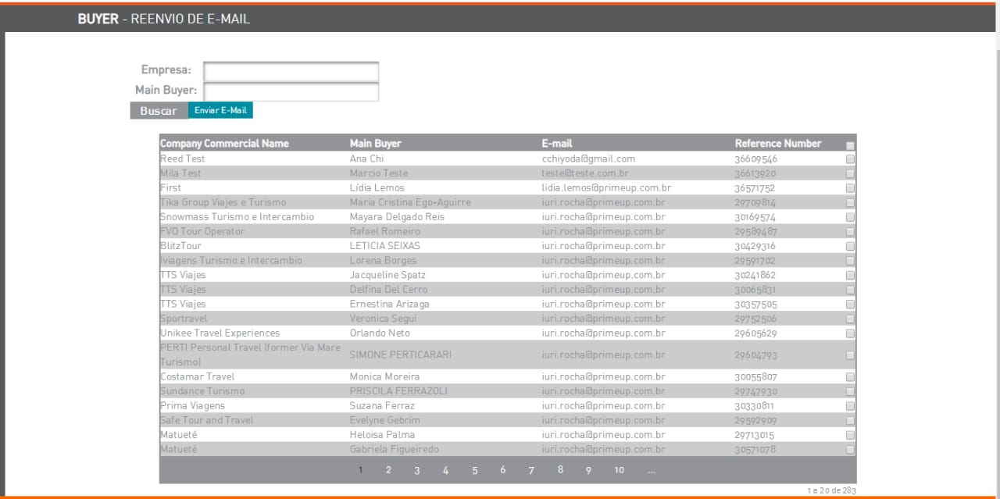 BUYER - REENVIO DE E-MAIL
Empresa:
Main Buyer:
Buscar Enviar E-Mail
Company Commercial Name Main Buyer E-mail Reference Number
Reed Test Ana Chi cchiyoda@gmail.com 36609546
Mila Test Marcio Teste teste@teste.com.br 36613920
First Lídia Lemos lidia.lemos@primeup.com.br 36571752
Tika Group Viajes e Turismo Maria Cristina Ego-Aguirre iuri.rocha@primeup.com.br 29709814
Snowmass Turismo e Intercambio Mayara Delgado Reis iuri.rocha@primeup.com.br 30169574
FVO Tour Operator Rafael Romeiro iuri.rocha@primeup.com.br 29589487
BlitzTour LETICIA SEIXAS iuri.rocha@primeup.com.br 30429316
Iviagens Turismo e Intercambio Lorena Borges iuri.rocha@primeup.com.br 29591702
TTS Viajes Jacqueline Spatz iuri.rocha@primeup.com.br 30241862
TTS Viajes Delfina Del Cerro iuri.rocha@primeup.com.br 30065831
TTS Viajes Ernestina Arizaga iuri.rocha@primeup.com.br 30357505
Sportravel Veronica Segui iuri.rocha@primeup.com.br 29752506
Unikee Travel Experiences Orlando Neto iuri.rocha@primeup.com.br 29605629
PERTI Personal Travel (former Via Mare
Turismo) SIMONE PERTICARARI iuri.rocha@primeup.com.br 29604793
Costamar Travel Monica Moreira iuri.rocha@primeup.com.br 30055807
Sundance Turismo PRISCILA FERRAZOLI iuri.rocha@primeup.com.br 29747930
Prima Viagens Suzana Ferraz iuri.rocha@primeup.com.br 30330811
Safe Tour and Travel Evelyne Gebrim iuri.rocha@primeup.com.br 29592909
Matueté Heloisa Palma iuri.rocha@primeup.com.br 29713015
Matueté Gabriela Figueiredo iuri.rocha@primeup.com.br 30571078
1 2 3 4 5 6 7 8 9 10 ...
1 a 20 de 283